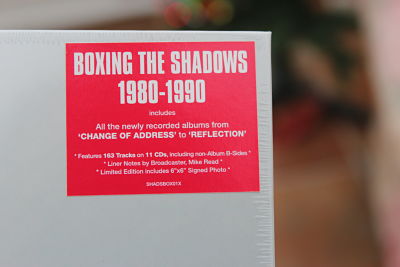 BOXING THE SHADOWS
1980-1990
includes
All the newly recorded albums from
‘CHANGE OF ADDRESS’ to ‘REFLECTION’
* Features 163 Tracks on 11 CDs, including non-Album B-Sides *
* Liner Notes by Broadcaster, Mike Read *
* Limited Edition includes 6"x6" Signed Photo *
SHADSBOX01X